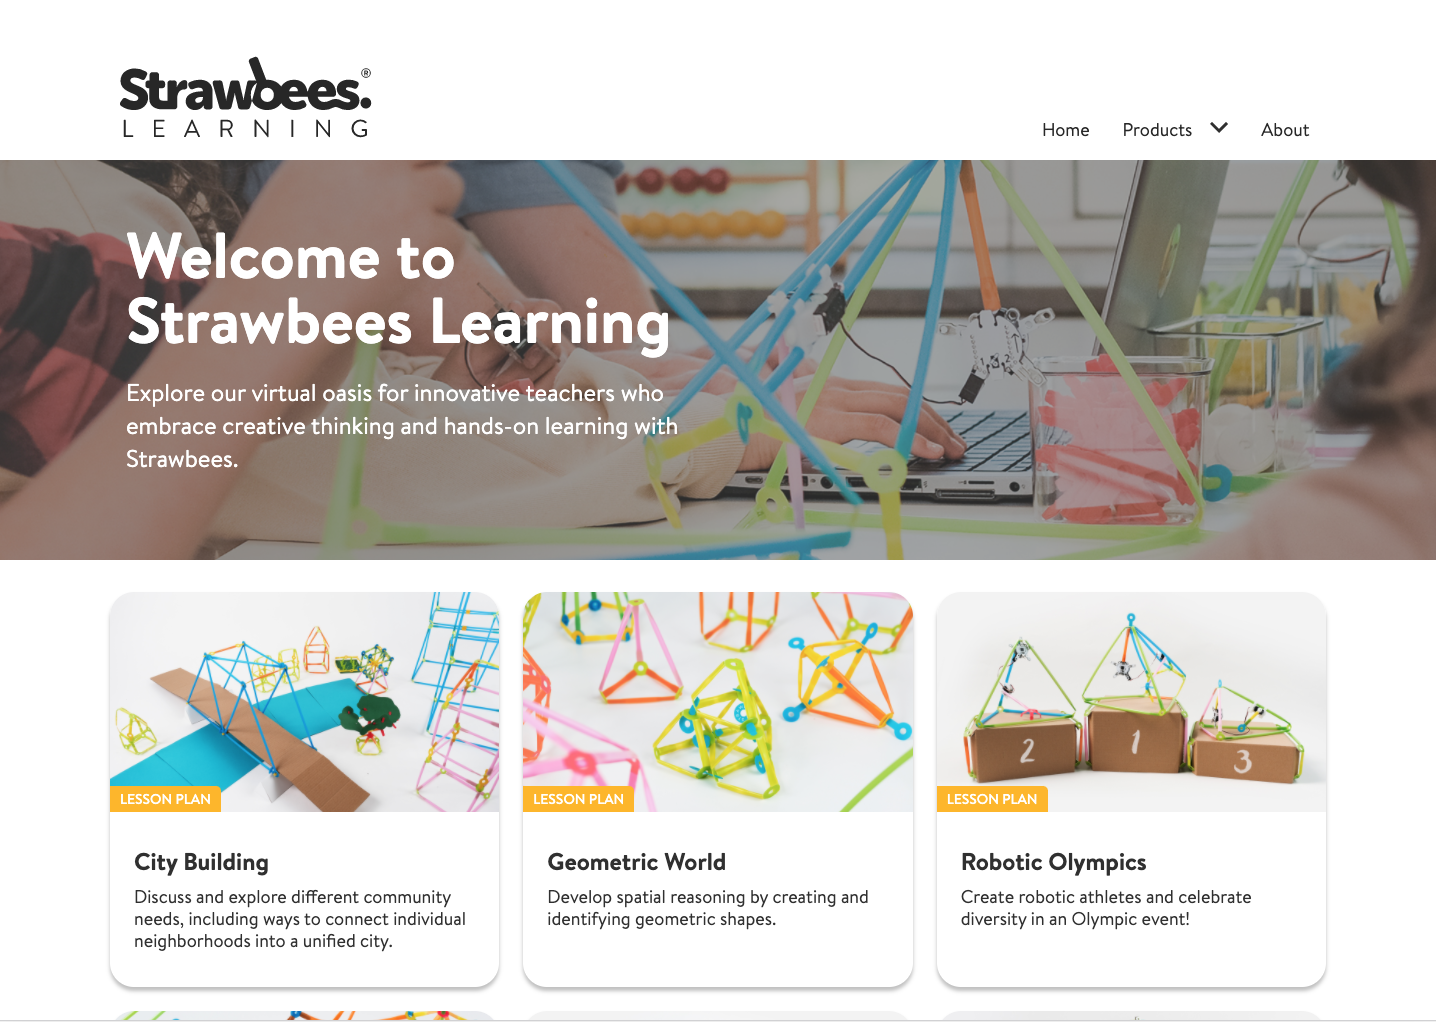 Strawbees.®
LEARNING
Home Products About
Welcome to
Strawbees Learning
Explore our virtual oasis for innovative teachers who
embrace creative thinking and hands-on learning with
Strawbees.
LESSON PLAN
City Building
Discuss and explore different community
needs, including ways to connect individual
neighborhoods into a unified city.
LESSON PLAN
Geometric World
Develop spatial reasoning by creating and
identifying geometric shapes.
2
1
3
LESSON PLAN
Robotic Olympics
Create robotic athletes and celebrate
diversity in an Olympic event!